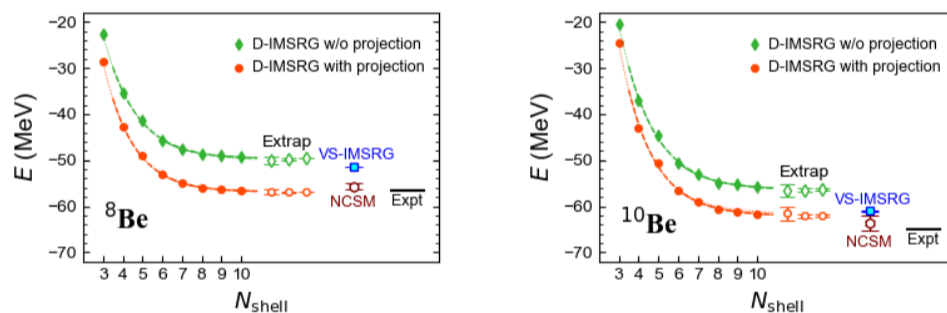 D-IMSRG w/o projection
D-IMSRG with projection
E (MeV)
−20
−30
−40
−50
−60
−70
Extrap
VS-IMSRG
NCSM
Expt
⁸Be
3 4 5 6 7 8 9 10
N_shell
D-IMSRG w/o projection
D-IMSRG with projection
E (MeV)
−20
−30
−40
−50
−60
−70
Extrap
VS-IMSRG
NCSM
Expt
¹⁰Be
3 4 5 6 7 8 9 10
N_shell